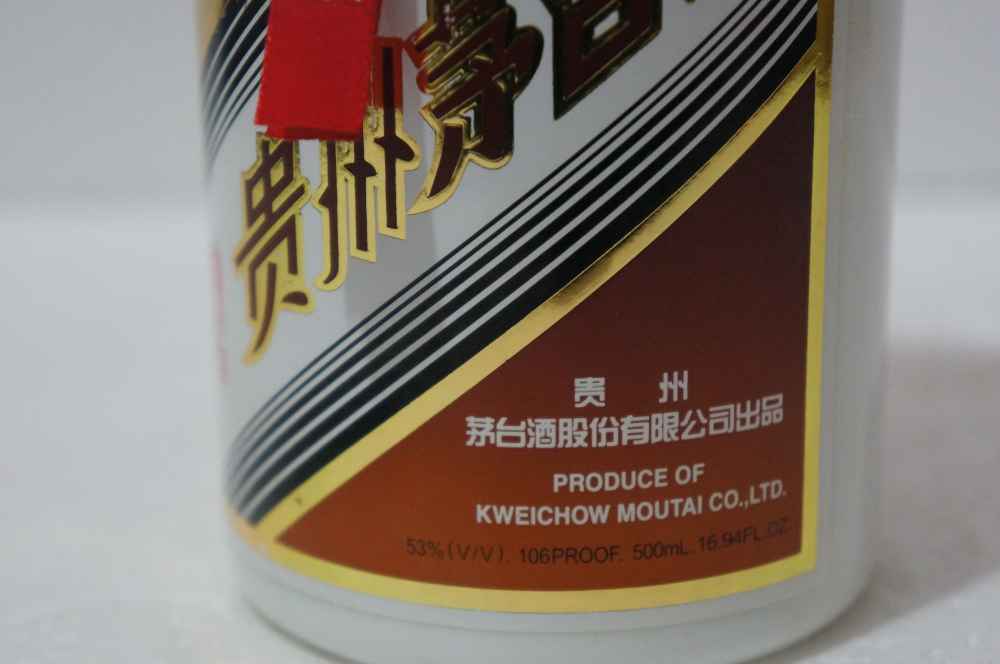 贵州茅台
贵 州
茅台酒股份有限公司出品
PRODUCE OF
KWEICHOW MOUTAI CO.,LTD.
53%(V/V). 106PROOF. 500mL.16.94FL.OZ.